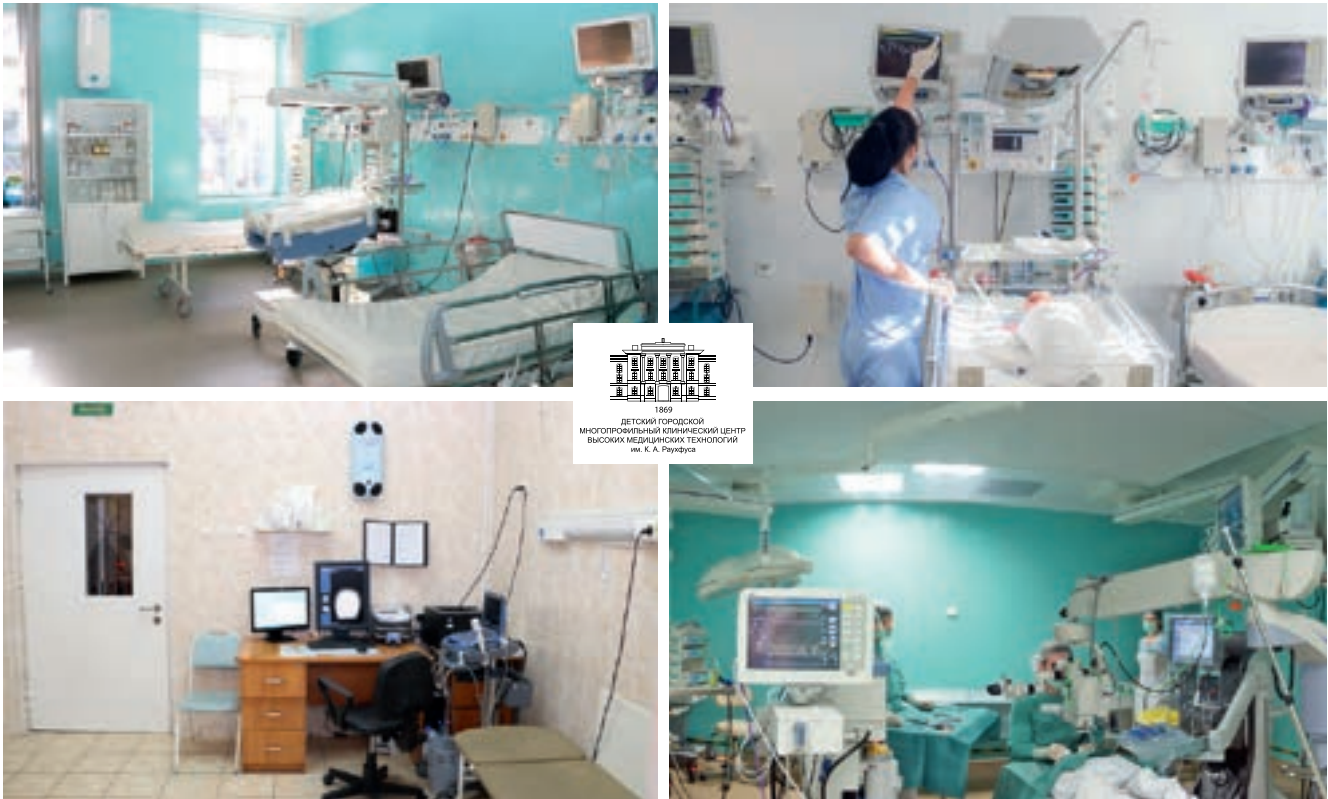 1869
ДЕТСКИЙ ГОРОДСКОЙ
МНОГОПРОФИЛЬНЫЙ КЛИНИЧЕСКИЙ ЦЕНТР
ВЫСОКИХ МЕДИЦИНСКИХ ТЕХНОЛОГИЙ
им. К. А. Раухфуса